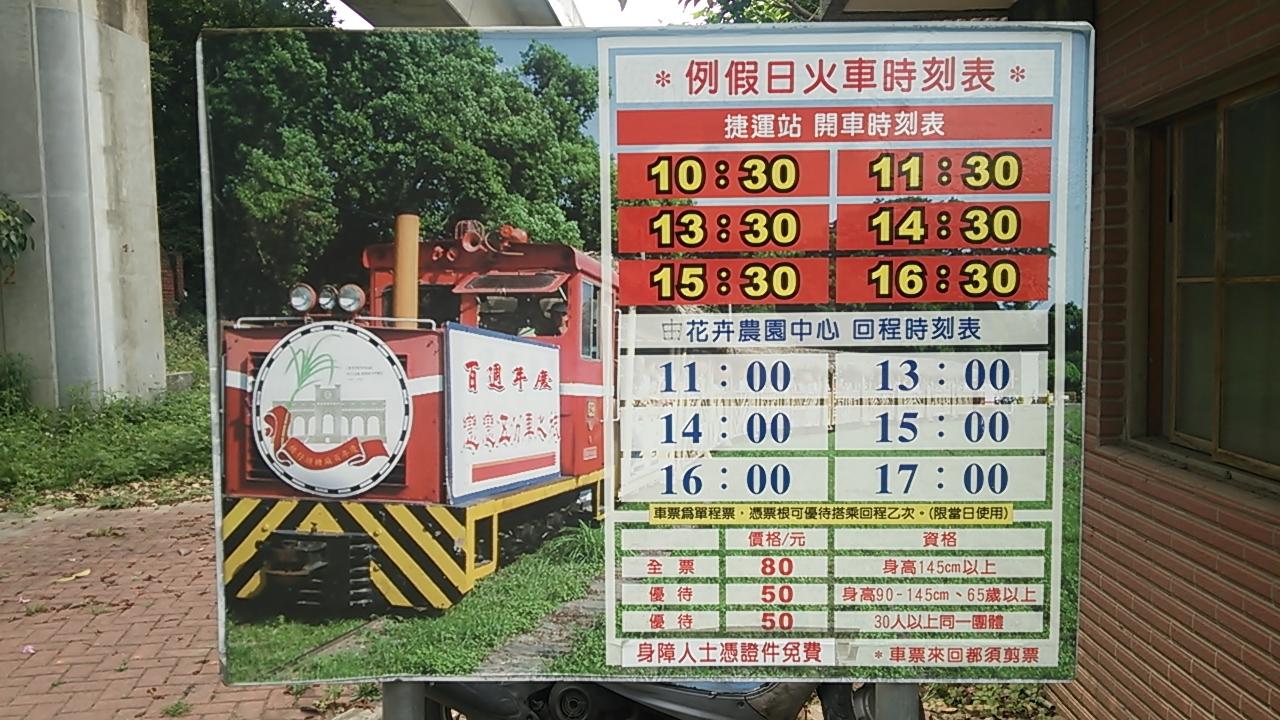 * 例假日火車時刻表 *
捷運站 開車時刻表
10：30 11：30
13：30 14：30
15：30 16：30
由花卉農園中心 回程時刻表
11：00 13：00
14：00 15：00
16：00 17：00
車票為單程票，憑票根可優待搭乘回程乙次。(限當日使用)
價格/元 資格
全票 80 身高145cm以上
優待 50 身高90-145cm、65歲以上
優待 50 30人以上同一團體
身障人士憑證件免費 *車票來回都須剪票
百週年慶
五分車之旅